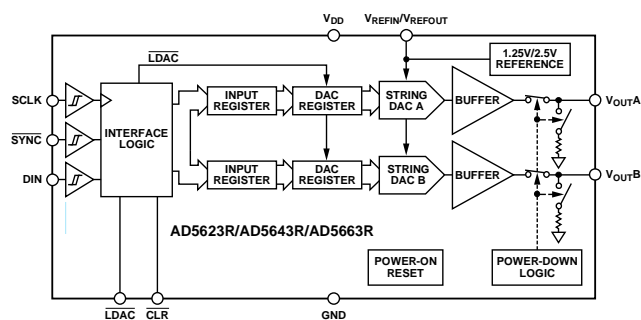 VDD
VREFIN/VREFOUT
LDAC
1.25V/2.5V
REFERENCE
SCLK
SYNC
DIN
INTERFACE
LOGIC
INPUT
REGISTER
DAC
REGISTER
STRING
DAC A
BUFFER
VOUTA
INPUT
REGISTER
DAC
REGISTER
STRING
DAC B
BUFFER
VOUTB
AD5623R/AD5643R/AD5663R
POWER-ON
RESET
POWER-DOWN
LOGIC
LDAC
CLR
GND